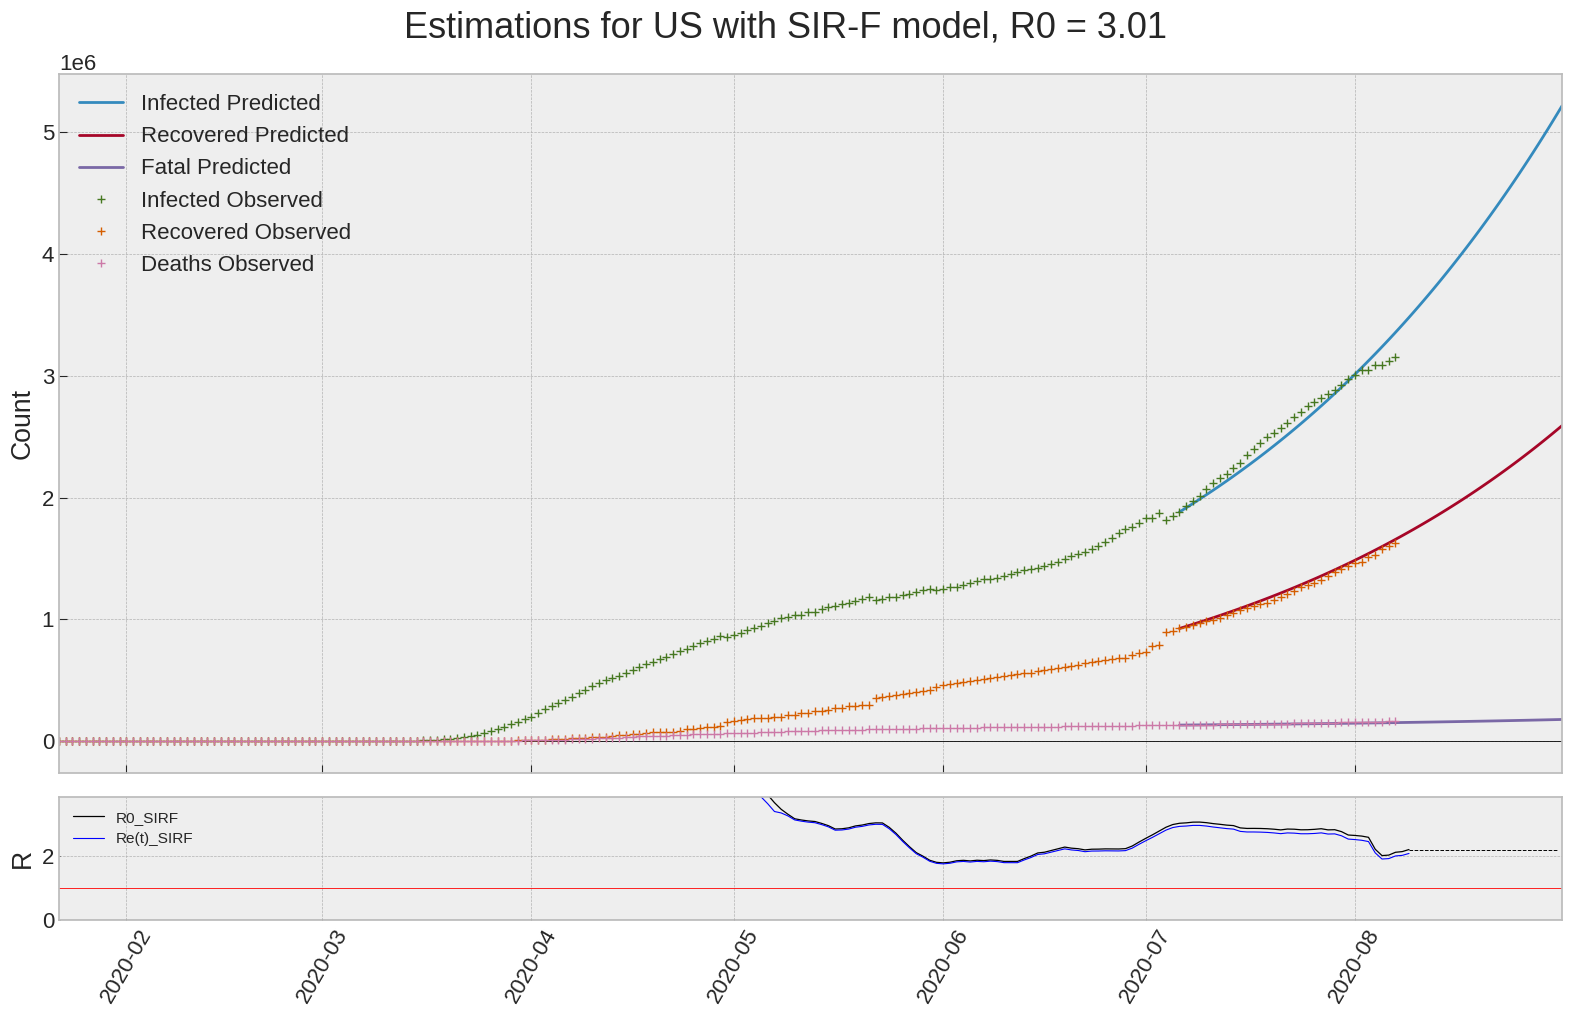 Estimations for US with SIR-F model, R0 = 3.01
1e6
Infected Predicted
Recovered Predicted
Fatal Predicted
Infected Observed
Recovered Observed
Deaths Observed
5
4
3
2
1
0
Count
R0_SIRF
Re(t)_SIRF
2
0
R
2020-02
2020-03
2020-04
2020-05
2020-06
2020-07
2020-08